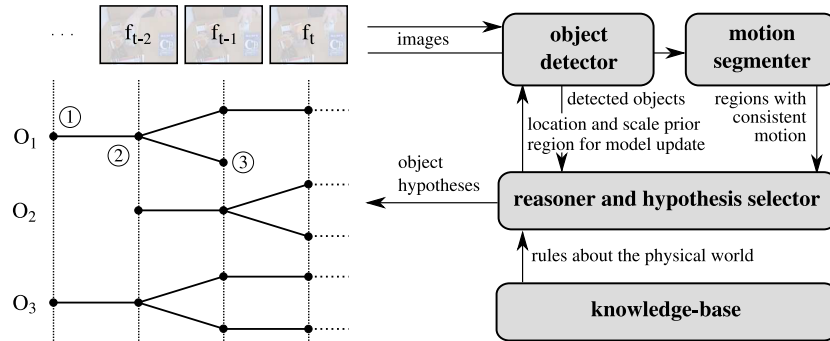 . . .
f_t-2
f_t-1
f_t
images
object
detector
motion
segmenter
detected objects
location and scale prior
region for model update
regions with
consistent
motion
1
O_1
2
3
object
hypotheses
reasoner and hypothesis selector
O_2
rules about the physical world
O_3
knowledge-base